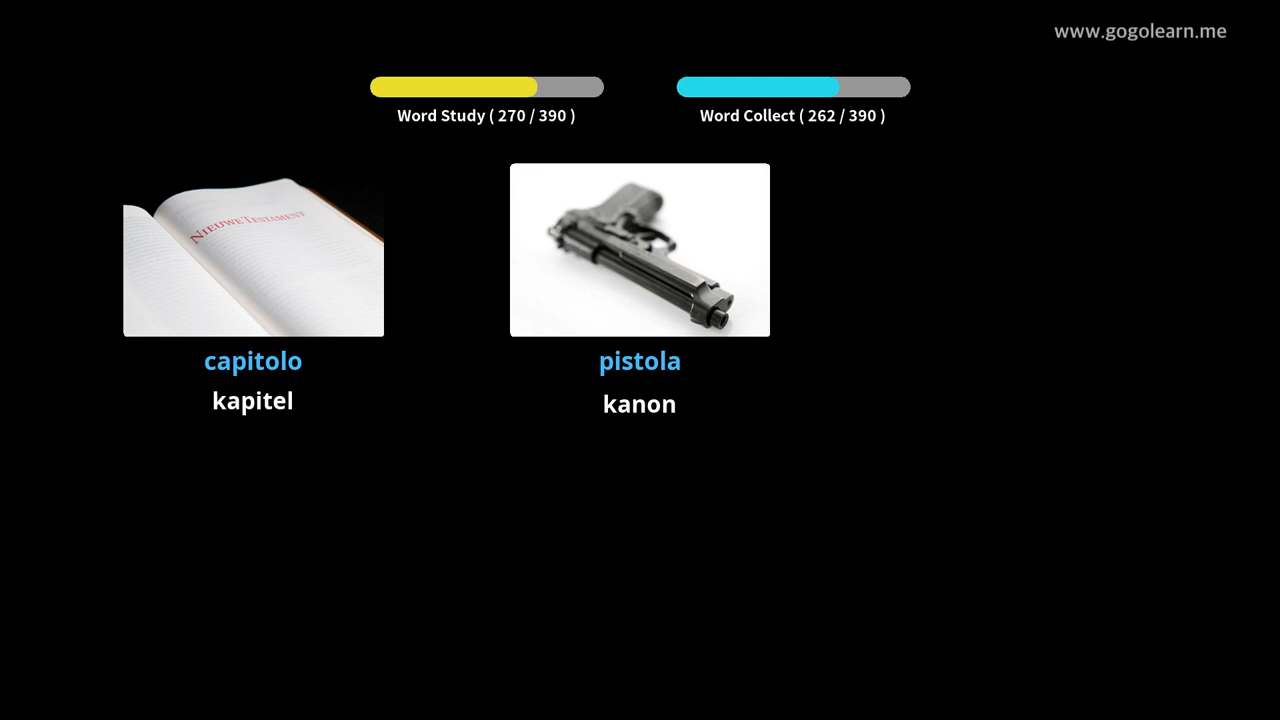 www.gogolearn.me
Word Study ( 270 / 390 )
Word Collect ( 262 / 390 )
NIEUWE TESTAMENT
capitolo
kapitel
pistola
kanon